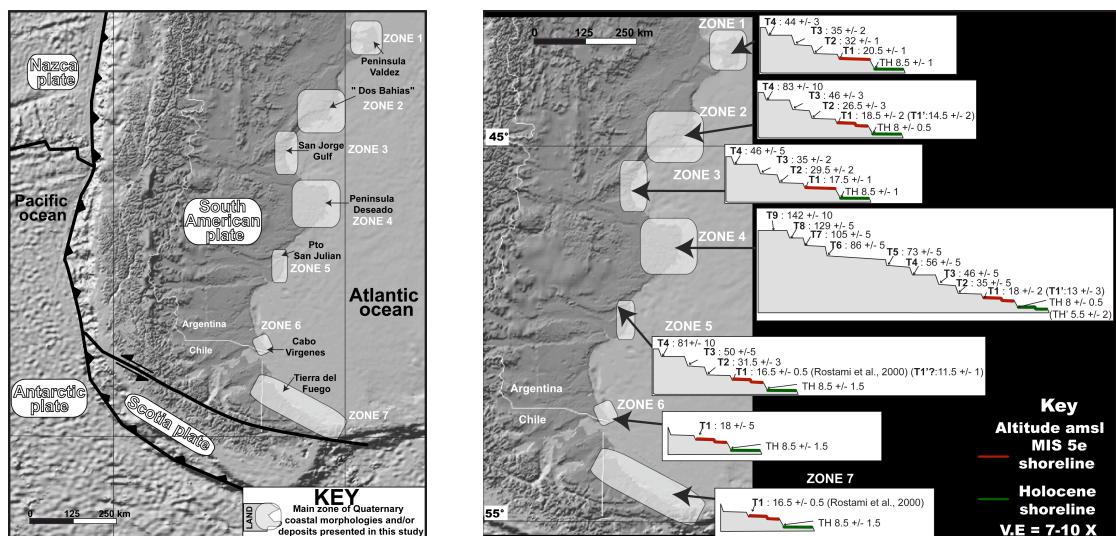 Nazca
plate
ZONE 1
Peninsula
Valdez
" Dos Bahias"
ZONE 2
San Jorge
Gulf
ZONE 3
Pacific
ocean
South
American
plate
Peninsula
Deseado
ZONE 4
Pto
San Julian
ZONE 5
Atlantic
ocean
Argentina
Chile
ZONE 6
Cabo
Virgenes
Tierra del
Fuego
ZONE 7
Antarctic
plate
Scotia plate
0 125 250 km
KEY
LAND
Main zone of Quaternary
coastal morphologies and/or
deposits presented in this study
0 125 250 km
45°
55°
ZONE 1
T4 : 44 +/- 3
T3 : 35 +/- 2
T2 : 32 +/- 1
T1 : 20.5 +/- 1
TH 8.5 +/- 1
ZONE 2
T4 : 83 +/- 10
T3 : 46 +/- 3
T2 : 26.5 +/- 3
T1 : 18.5 +/- 2 (T1':14.5 +/- 2)
TH 8 +/- 0.5
ZONE 3
T4 : 46 +/- 5
T3 : 35 +/- 2
T2 : 29.5 +/- 2
T1 : 17.5 +/- 1
TH 8.5 +/- 1
ZONE 4
T9 : 142 +/- 10
T8 : 129 +/- 5
T7 : 105 +/- 5
T6 : 86 +/- 5
T5 : 73 +/- 5
T4 : 56 +/- 5
T3 : 46 +/- 5
T2 : 35 +/- 5
T1 : 18 +/- 2 (T1':13 +/- 3)
TH 8 +/- 0.5
(TH' 5.5 +/- 2)
ZONE 5
T4 : 81+/- 10
T3 : 50 +/-5
T2 : 31.5 +/- 3
T1 : 16.5 +/- 0.5 (Rostami et al., 2000) (T1'?:11.5 +/- 1)
TH 8.5 +/- 1.5
Argentina
Chile
ZONE 6
T1 : 18 +/- 5
TH 8.5 +/- 1.5
ZONE 7
T1 : 16.5 +/- 0.5 (Rostami et al., 2000)
TH 8.5 +/- 1.5
Key
Altitude amsl
MIS 5e
shoreline
Holocene
shoreline
V.E = 7-10 X